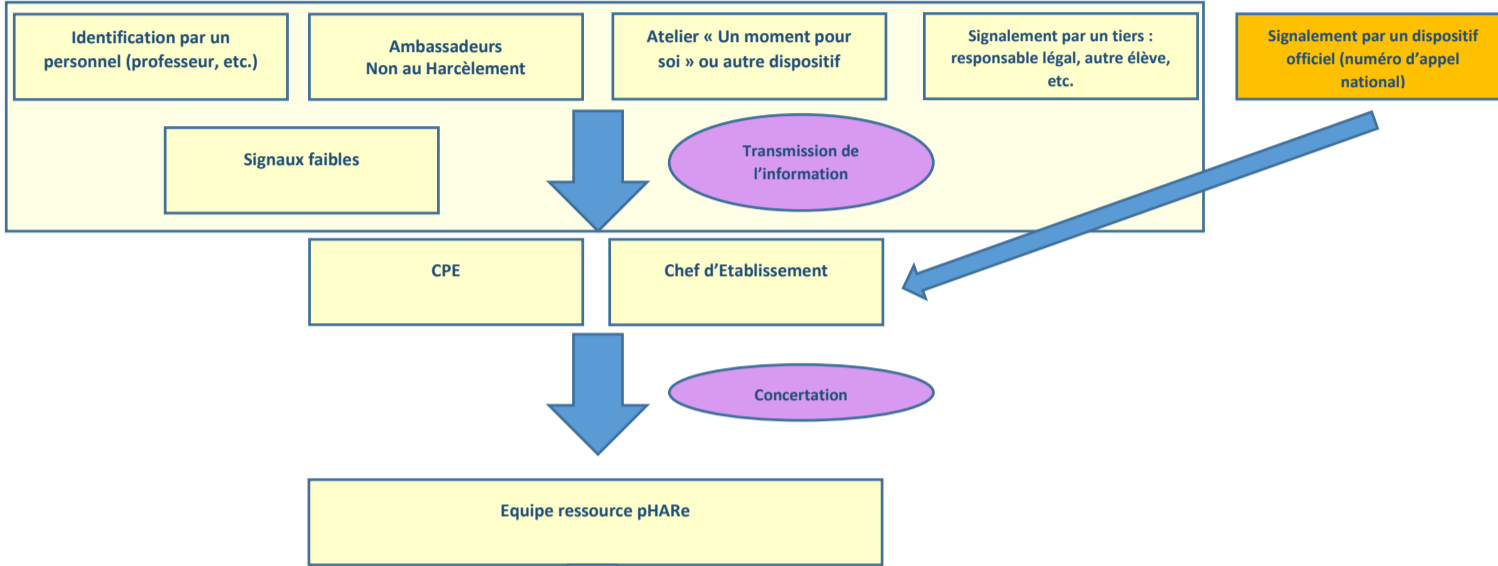 Identification par un
personnel (professeur, etc.)
Ambassadeurs
Non au Harcèlement
Atelier « Un moment pour
soi » ou autre dispositif
Signalement par un tiers :
responsable légal, autre élève,
etc.
Signalement par un dispositif
officiel (numéro d'appel
national)
Signaux faibles
Transmission de
l'information
CPE
Chef d'Etablissement
Concertation
Equipe ressource pHARe